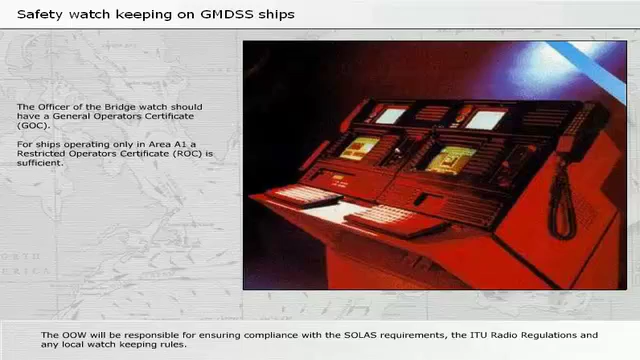 Safety watch keeping on GMDSS ships
The Officer of the Bridge watch should
have a General Operators Certificate
(GOC).
For ships operating only in Area A1 a
Restricted Operators Certificate (ROC) is
sufficient.
The OOW will be responsible for ensuring compliance with the SOLAS requirements, the ITU Radio Regulations and
any local watch keeping rules.